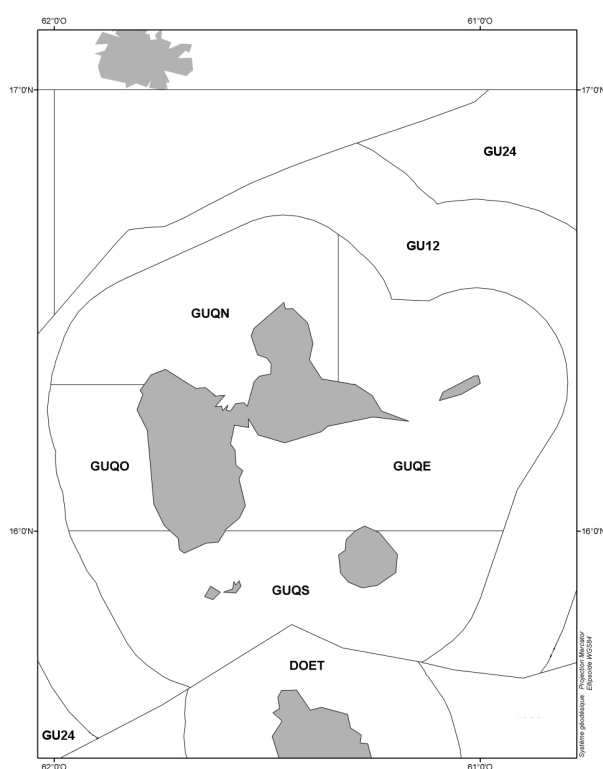 62°0'O
61°0'O
17°0'N
17°0'N
GU24
GU12
GUQN
GUQO
GUQE
16°0'N
16°0'N
GUQS
DOET
GU24
Système géodésique: Projection Mercator
Ellipsoïde WGS84
62°0'O
61°0'O